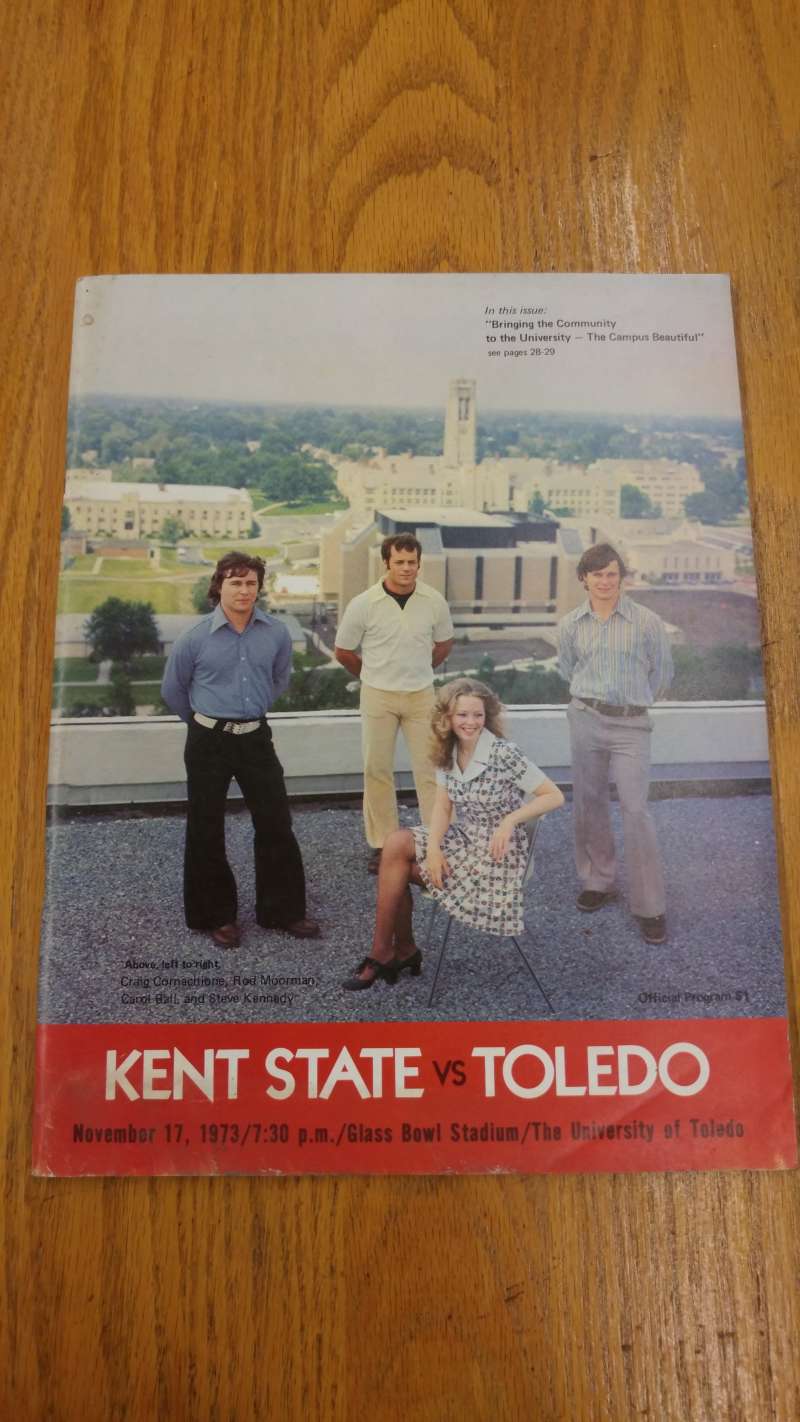 In this issue:
"Bringing the Community
to the University — The Campus Beautiful"
see pages 28-29
Above, left to right,
Craig Cornachione, Rod Moorman,
Carol Ball, and Steve Kennedy
Official Program $1
KENT STATE VS TOLEDO
November 17, 1973/7:30 p.m./Glass Bowl Stadium/The University of Toledo